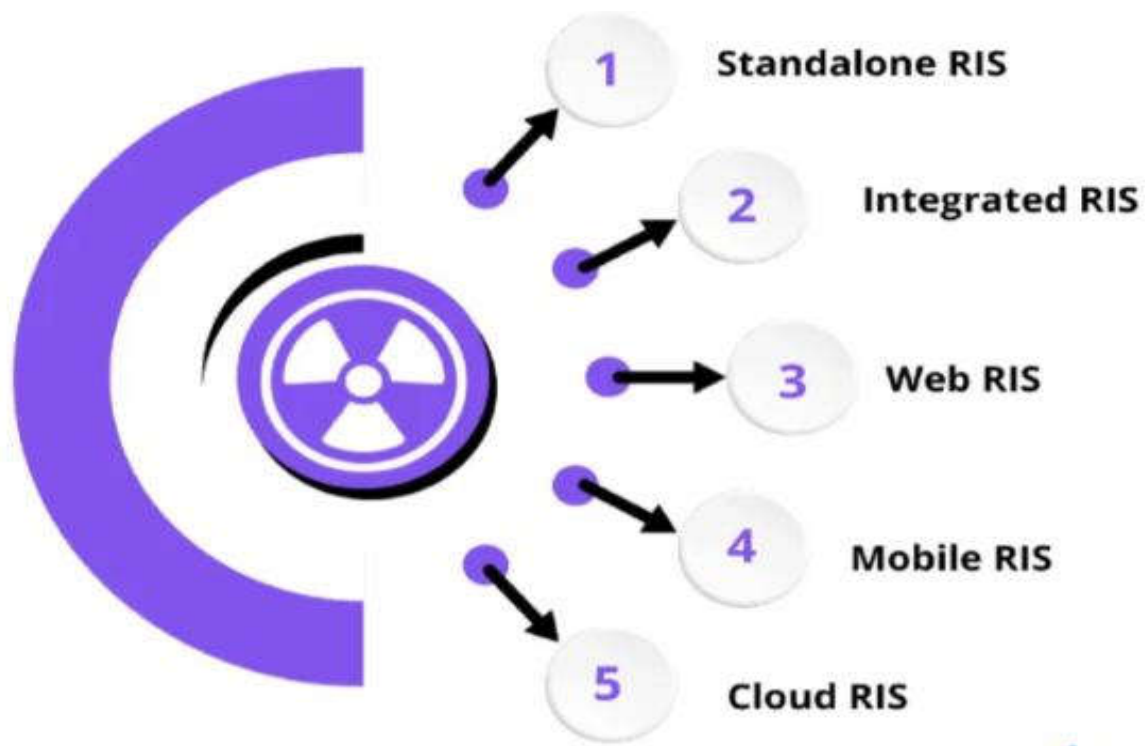 1 Standalone RIS
2 Integrated RIS
3 Web RIS
4 Mobile RIS
5 Cloud RIS